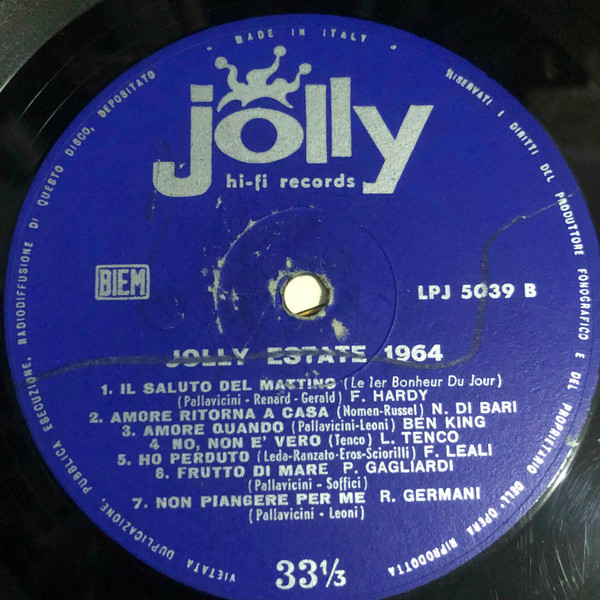 MADE IN ITALY
RISERVATI I DIRITTI DEL PRODUTTORE FONOGRAFICO E DEL PROPRIETARIO DELL'OPERA RIPRODOTTA
VIETATA DUPLICAZIONE, PUBBLICA ESECUZIONE, RADIODIFFUSIONE DI QUESTO DISCO, DEPOSITATO
jolly
hi-fi records
BIEM
LPJ 5039 B
JOLLY ESTATE 1964
1. IL SALUTO DEL MATTINO (Le 1er Bonheur Du Jour)
(Pallavicini - Renard - Gerald) F. HARDY
2. AMORE RITORNA A CASA (Nomen-Russel) N. DI BARI
3. AMORE QUANDO (Pallavicini-Leoni) BEN KING
4. NO, NON E' VERO (Tenco) L. TENCO
5. HO PERDUTO (Leda-Ranzato-Eros-Sciorilli) F. LEALI
6. FRUTTO DI MARE P. GAGLIARDI
(Pallavicini - Soffici)
7. NON PIANGERE PER ME R. GERMANI
(Pallavicini - Leoni)
33 1/3